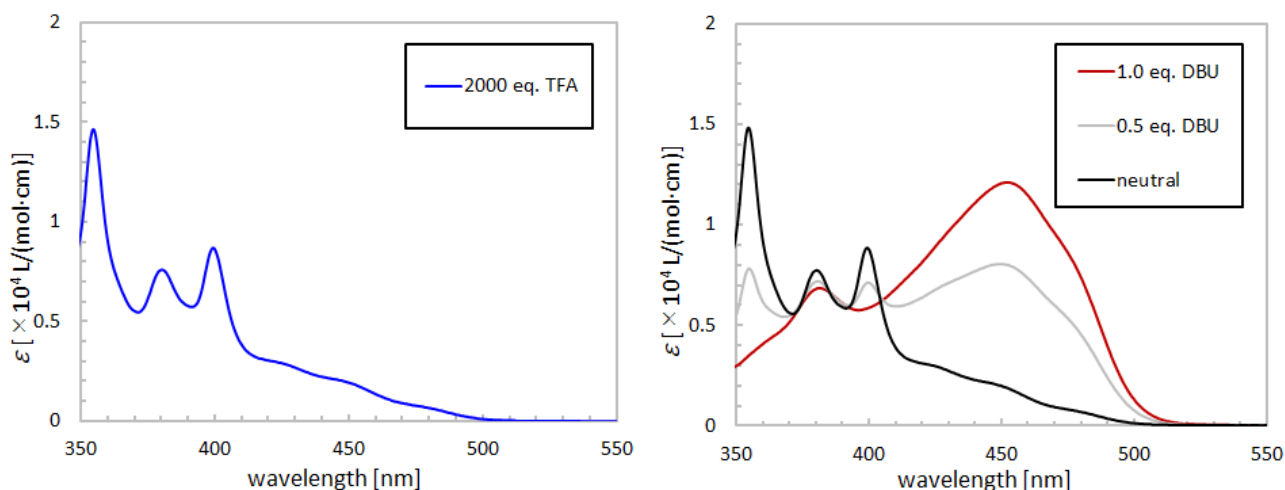 2
1.5
1
0.5
0
350
400
450
500
550
ε [ ×10⁴ L/(mol·cm)]
wavelength [nm]
2000 eq. TFA
2
1.5
1
0.5
0
350
400
450
500
550
ε [ ×10⁴ L/(mol·cm)]
wavelength [nm]
1.0 eq. DBU
0.5 eq. DBU
neutral